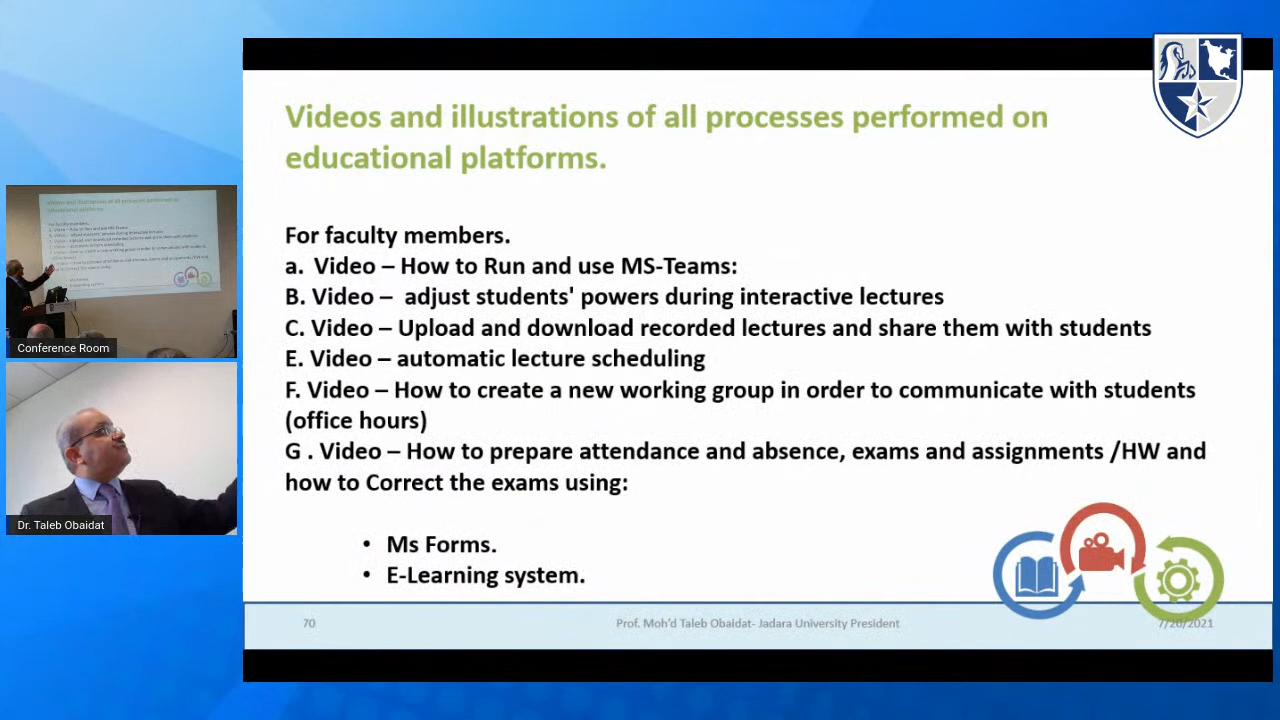 Videos and illustrations of all processes performed on
educational platforms.
For faculty members.
a. Video – How to Run and use MS-Teams:
B. Video – adjust students' powers during interactive lectures
C. Video – Upload and download recorded lectures and share them with students
E. Video – automatic lecture scheduling
F. Video – How to create a new working group in order to communicate with students
(office hours)
G . Video – How to prepare attendance and absence, exams and assignments /HW and
how to Correct the exams using:
• Ms Forms.
• E-Learning system.
70
Prof. Moh'd Taleb Obaidat- Jadara University President
7/20/2021
Conference Room
Dr. Taleb Obaidat